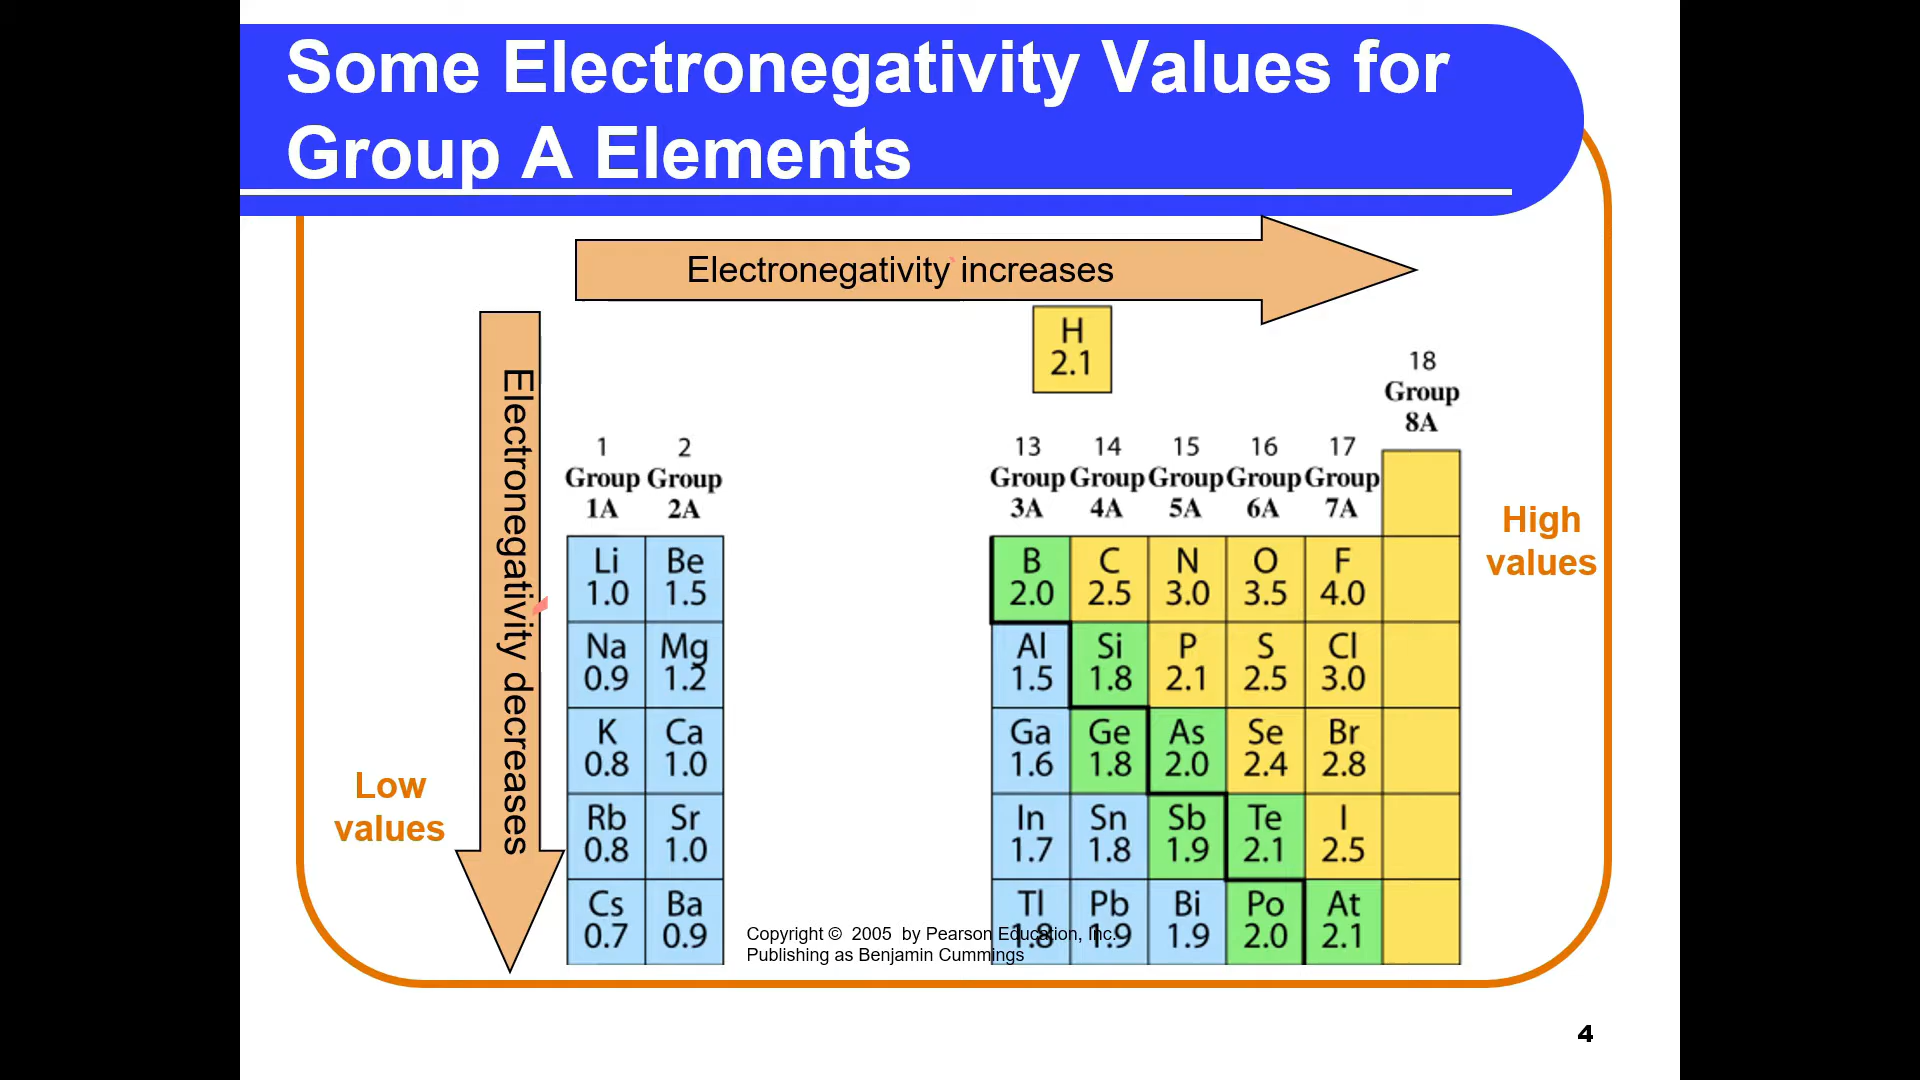 Some Electronegativity Values for
Group A Elements
Electronegativity increases
Electronegativity decreases
H
2.1
18
Group
8A
1 2 13 14 15 16 17
Group Group Group Group Group Group Group
1A 2A 3A 4A 5A 6A 7A
High
values
Li Be B C N O F
1.0 1.5 2.0 2.5 3.0 3.5 4.0
Na Mg Al Si P S Cl
0.9 1.2 1.5 1.8 2.1 2.5 3.0
K Ca Ga Ge As Se Br
0.8 1.0 1.6 1.8 2.0 2.4 2.8
Low
values
Rb Sr In Sn Sb Te I
0.8 1.0 1.7 1.8 1.9 2.1 2.5
Cs Ba Tl Pb Bi Po At
0.7 0.9 1.8 1.9 1.9 2.0 2.1
Copyright © 2005 by Pearson Education, Inc.
Publishing as Benjamin Cummings
4